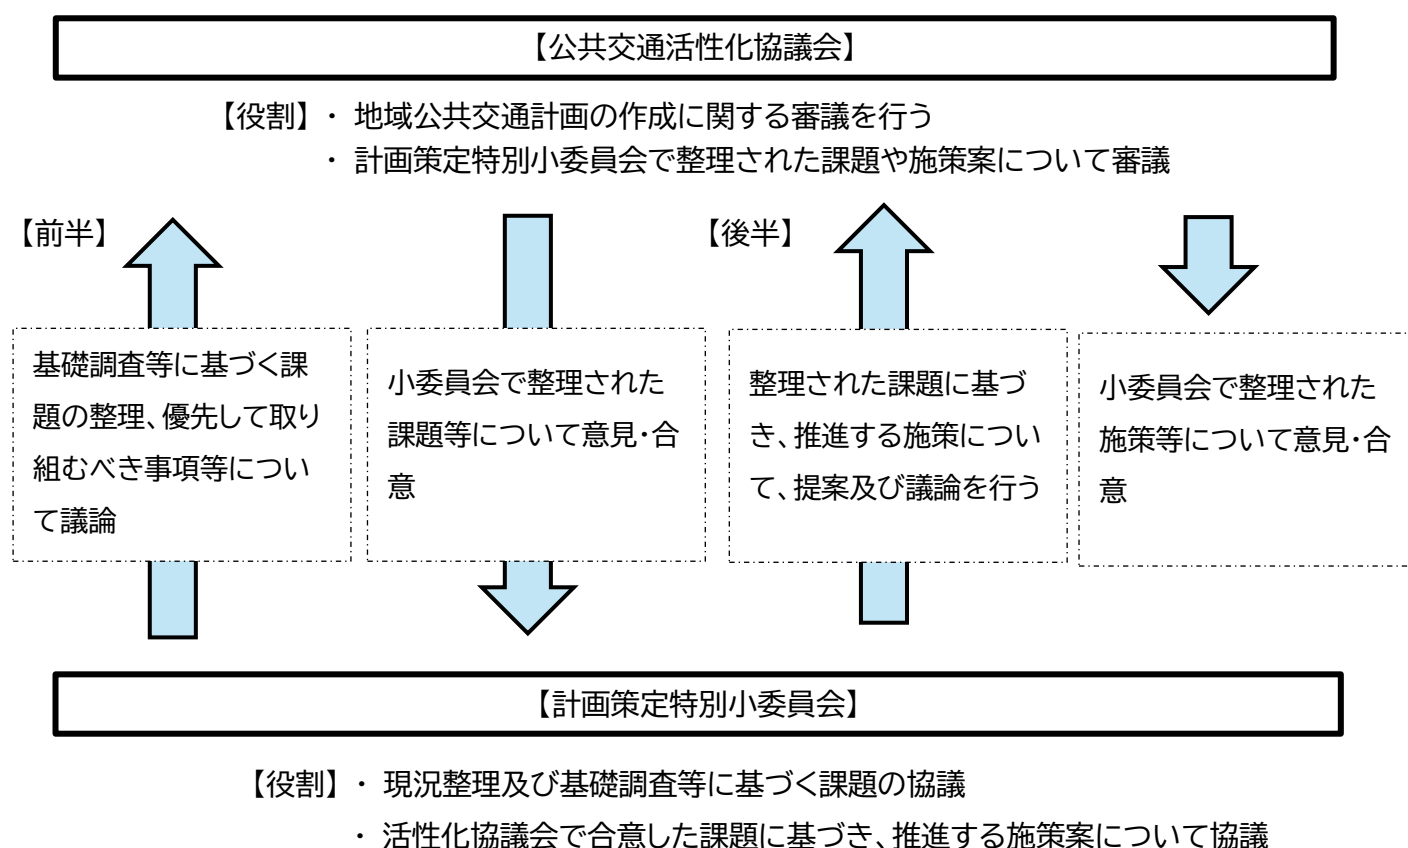 【公共交通活性化協議会】
【役割】・ 地域公共交通計画の作成に関する審議を行う
・ 計画策定特別小委員会で整理された課題や施策案について審議
【前半】
【後半】
基礎調査等に基づく課
題の整理、優先して取り
組むべき事項等につい
て議論
小委員会で整理された
課題等について意見・合
意
整理された課題に基づ
き、推進する施策につい
て、提案及び議論を行う
小委員会で整理された
施策等について意見・合
意
【計画策定特別小委員会】
【役割】・ 現況整理及び基礎調査等に基づく課題の協議
・ 活性化協議会で合意した課題に基づき、推進する施策案について協議